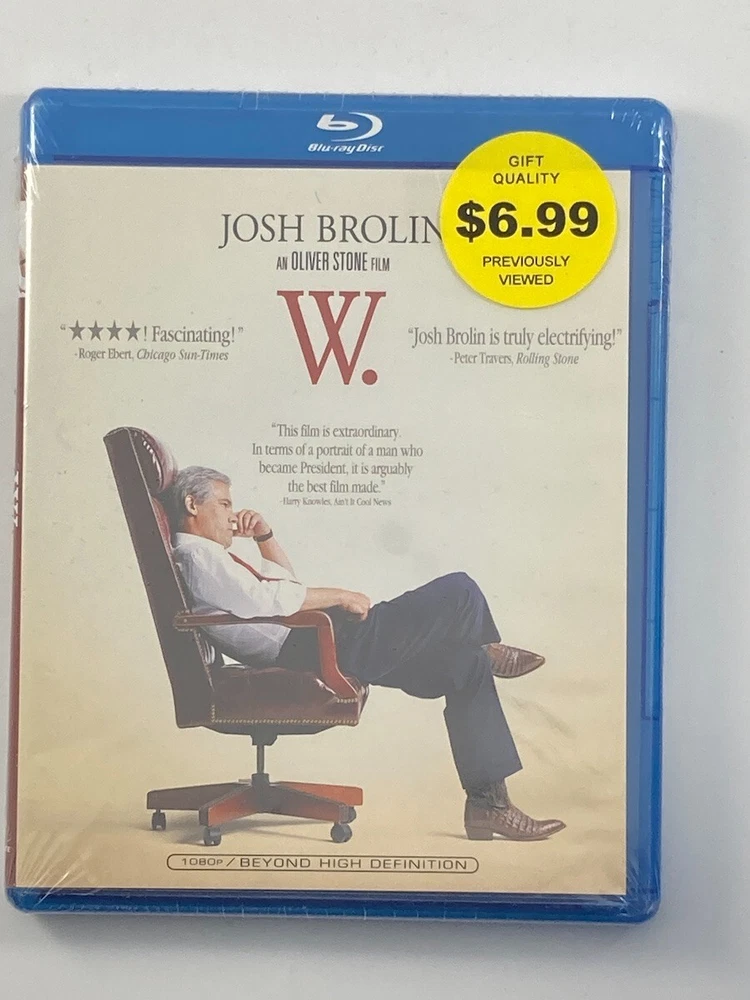 Blu-ray Disc
GIFT
QUALITY
$6.99
PREVIOUSLY
VIEWED
JOSH BROLIN
AN OLIVER STONE FILM
W.
“★★★★! Fascinating!”
-Roger Ebert, Chicago Sun-Times
“Josh Brolin is truly electrifying!”
-Peter Travers, Rolling Stone
“This film is extraordinary.
In terms of a portrait of a man who
became President, it is arguably
the best film made.”
-Harry Knowles, Ain't It Cool News
1080P / BEYOND HIGH DEFINITION